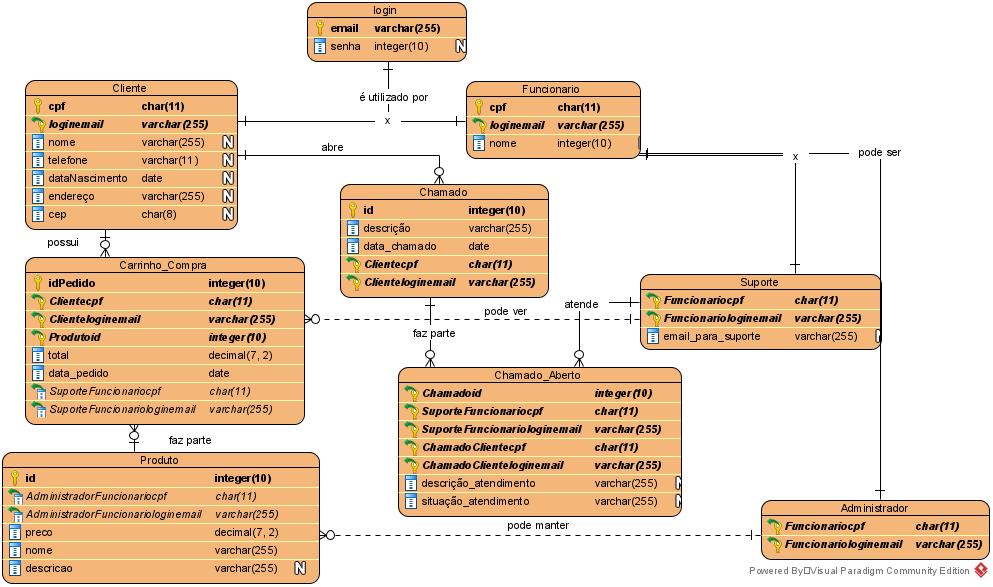 login
email varchar(255)
senha integer(10) N
é utilizado por
x
Cliente
cpf char(11)
loginemail varchar(255)
nome varchar(255) N
telefone varchar(11) N
dataNascimento date N
endereço varchar(255) N
cep char(8) N
Funcionario
cpf char(11)
loginemail varchar(255)
nome integer(10)
abre
x
pode ser
Chamado
id integer(10)
descrição varchar(255)
data_chamado date
Clientecpf char(11)
Clienteloginemail varchar(255)
possui
Carrinho_Compra
idPedido integer(10)
Clientecpf char(11)
Clienteloginemail varchar(255)
Produtoid integer(10)
total decimal(7, 2)
data_pedido date
SuporteFuncionariocpf char(11)
SuporteFuncionariologinemail varchar(255)
pode ver
atende
faz parte
Suporte
Funcionariocpf char(11)
Funcionariologinemail varchar(255)
email_para_suporte varchar(255) N
Chamado_Aberto
Chamadoid integer(10)
SuporteFuncionariocpf char(11)
SuporteFuncionariologinemail varchar(255)
ChamadoClientecpf char(11)
ChamadoClienteloginemail varchar(255)
descrição_atendimento varchar(255) N
situação_atendimento varchar(255) N
faz parte
Produto
id integer(10)
AdministradorFuncionariocpf char(11)
AdministradorFuncionariologinemail varchar(255)
preco decimal(7, 2)
nome varchar(255)
descricao varchar(255) N
pode manter
Administrador
Funcionariocpf char(11)
Funcionariologinemail varchar(255)
Powered By Visual Paradigm Community Edition